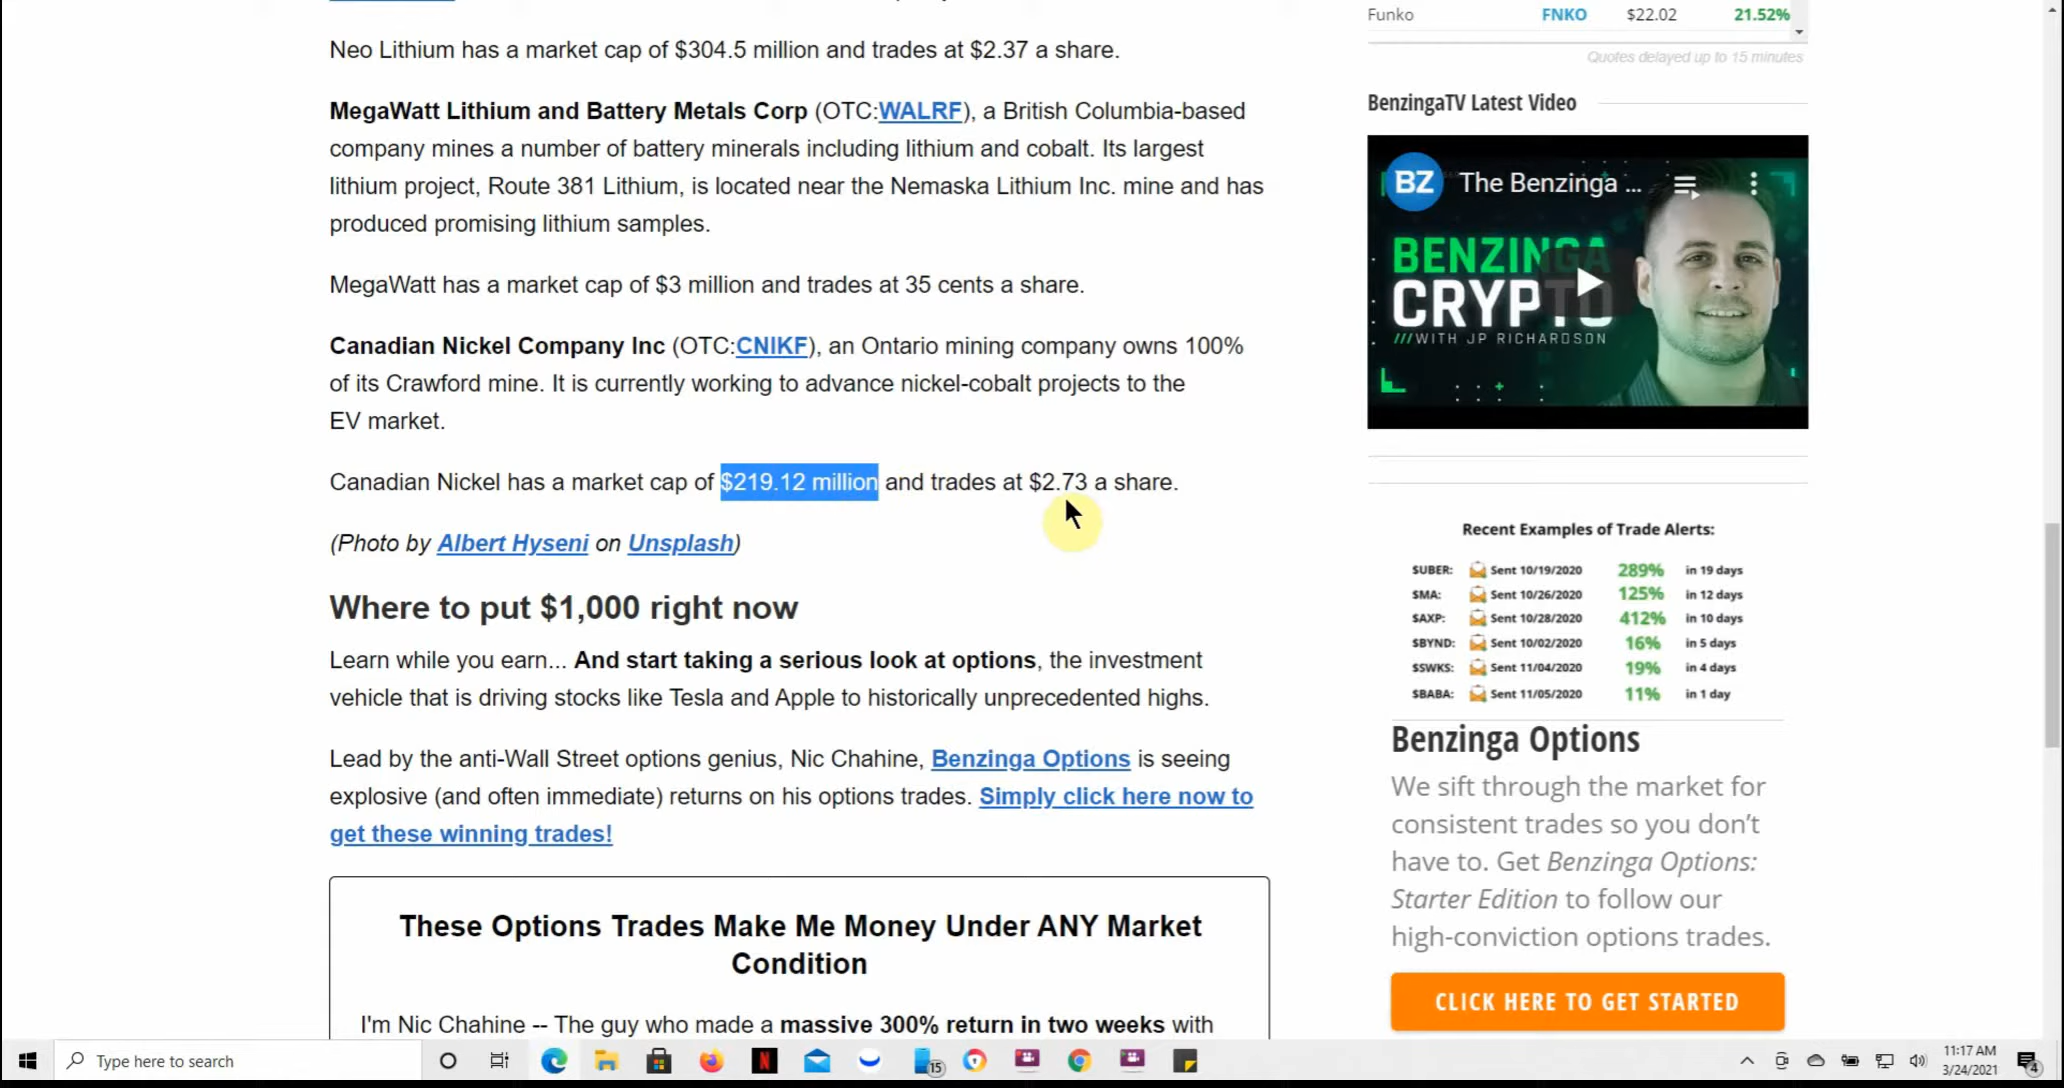 Neo Lithium has a market cap of $304.5 million and trades at $2.37 a share.
MegaWatt Lithium and Battery Metals Corp (OTC:WALRF), a British Columbia-based
company mines a number of battery minerals including lithium and cobalt. Its largest
lithium project, Route 381 Lithium, is located near the Nemaska Lithium Inc. mine and has
produced promising lithium samples.
MegaWatt has a market cap of $3 million and trades at 35 cents a share.
Canadian Nickel Company Inc (OTC:CNIKF), an Ontario mining company owns 100%
of its Crawford mine. It is currently working to advance nickel-cobalt projects to the
EV market.
Canadian Nickel has a market cap of $219.12 million and trades at $2.73 a share.
(Photo by Albert Hyseni on Unsplash)
Where to put $1,000 right now
Learn while you earn... And start taking a serious look at options, the investment
vehicle that is driving stocks like Tesla and Apple to historically unprecedented highs.
Lead by the anti-Wall Street options genius, Nic Chahine, Benzinga Options is seeing
explosive (and often immediate) returns on his options trades. Simply click here now to
get these winning trades!
These Options Trades Make Me Money Under ANY Market
Condition
I'm Nic Chahine -- The guy who made a massive 300% return in two weeks with
Funko FNKO $22.02 21.52%
Quotes delayed up to 15 minutes
BenzingaTV Latest Video
BZ The Benzinga ...
BENZINGA
CRYPTO
///WITH JP RICHARDSON
Recent Examples of Trade Alerts:
$UBER: Sent 10/19/2020 289% in 19 days
$MA: Sent 10/26/2020 125% in 12 days
$AXP: Sent 10/28/2020 412% in 10 days
$BYND: Sent 10/02/2020 16% in 5 days
$SWKS: Sent 11/04/2020 19% in 4 days
$BABA: Sent 11/05/2020 11% in 1 day
Benzinga Options
We sift through the market for
consistent trades so you don't
have to. Get Benzinga Options:
Starter Edition to follow our
high-conviction options trades.
CLICK HERE TO GET STARTED
Type here to search
15
11:17 AM
3/24/2021
4